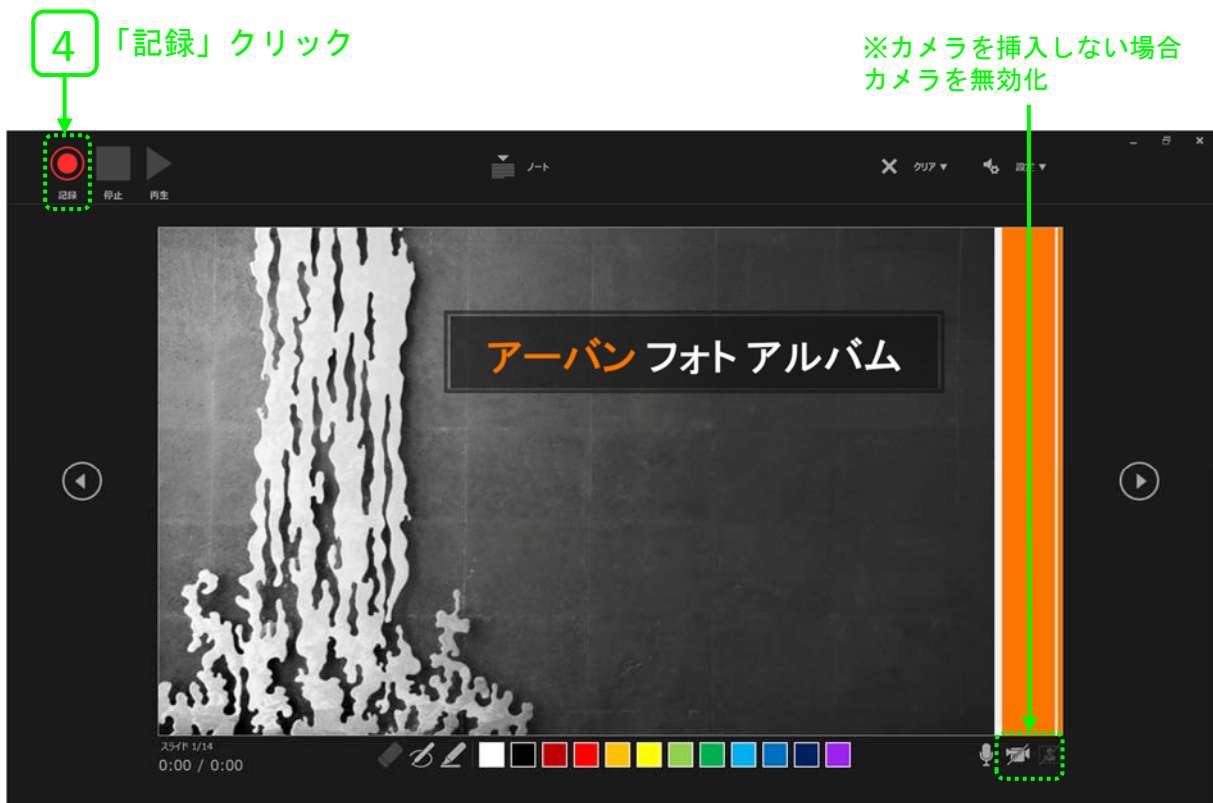 4 「記録」クリック
※カメラを挿入しない場合
カメラを無効化
記録 停止 再生
ノート
クリア ▼
設定 ▼
アーバン フォト アルバム
スライド 1/14
0:00 / 0:00